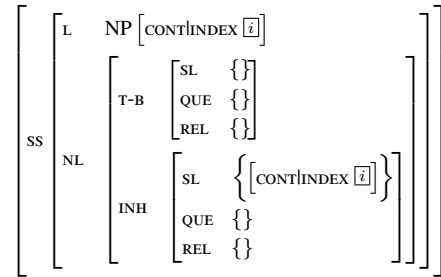 L NP [CONT|INDEX i]
SL {}
T-B QUE {}
REL {}
SS
NL
SL {[CONT|INDEX i]}
INH QUE {}
REL {}